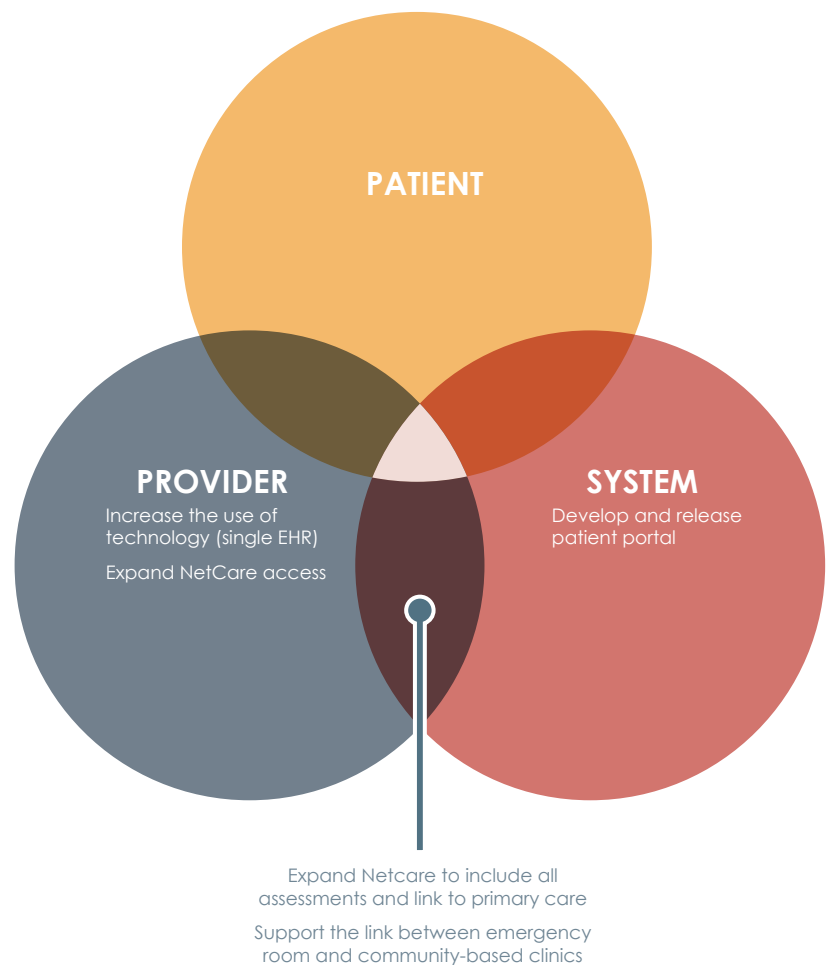 PATIENT
PROVIDER
Increase the use of
technology (single EHR)
Expand NetCare access
SYSTEM
Develop and release
patient portal
Expand Netcare to include all
assessments and link to primary care
Support the link between emergency
room and community-based clinics